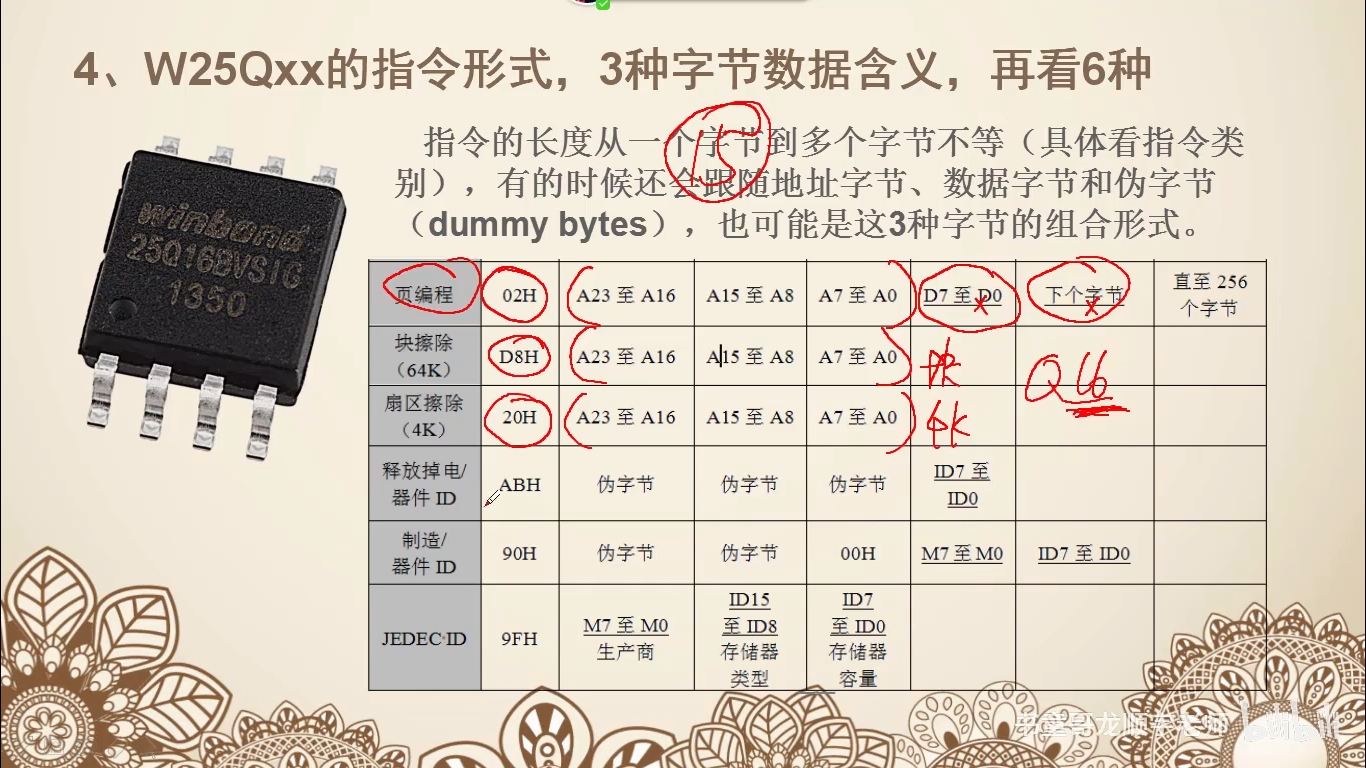 4、W25Qxx的指令形式，3种字节数据含义，再看6种
指令的长度从一个字节到多个字节不等（具体看指令类
别），有的时候还会跟随地址字节、数据字节和伪字节
（dummy bytes），也可能是这3种字节的组合形式。
15
winbond
25Q16BVSIG
1350
页编程 02H A23 至 A16 A15 至 A8 A7 至 A0 D7 至 D0 下个字节 直至 256
个字节
块擦除
（64K） D8H A23 至 A16 A15 至 A8 A7 至 A0
Q16
扇区擦除
（4K） 20H A23 至 A16 A15 至 A8 A7 至 A0 4K
释放掉电/
器件 ID ABH 伪字节 伪字节 伪字节 ID7 至
ID0
制造/
器件 ID 90H 伪字节 伪字节 00H M7 至 M0 ID7 至 ID0
JEDEC ID 9FH M7 至 M0
生产商 ID15
至 ID8
存储器
类型 ID7
至 ID0
存储器
容量
bilibili